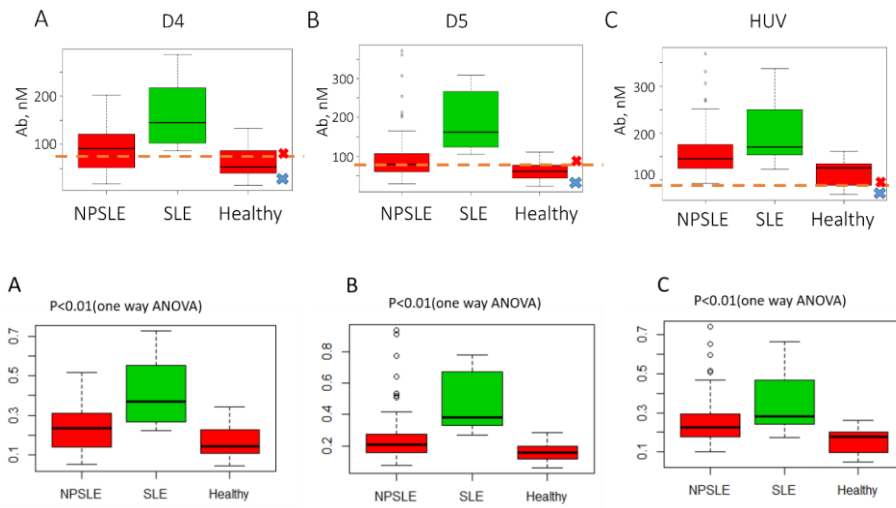 A
D4
B
D5
C
HUV
Ab, nM
200
100
NPSLE
SLE
Healthy
Ab, nM
300
200
100
NPSLE
SLE
Healthy
Ab, nM
300
200
100
NPSLE
SLE
Healthy
A
P<0.01(one way ANOVA)
0.7
0.5
0.3
0.1
NPSLE
SLE
Healthy
B
P<0.01(one way ANOVA)
0.8
0.6
0.4
0.2
NPSLE
SLE
Healthy
C
P<0.01(one way ANOVA)
0.7
0.5
0.3
0.1
NPSLE
SLE
Healthy